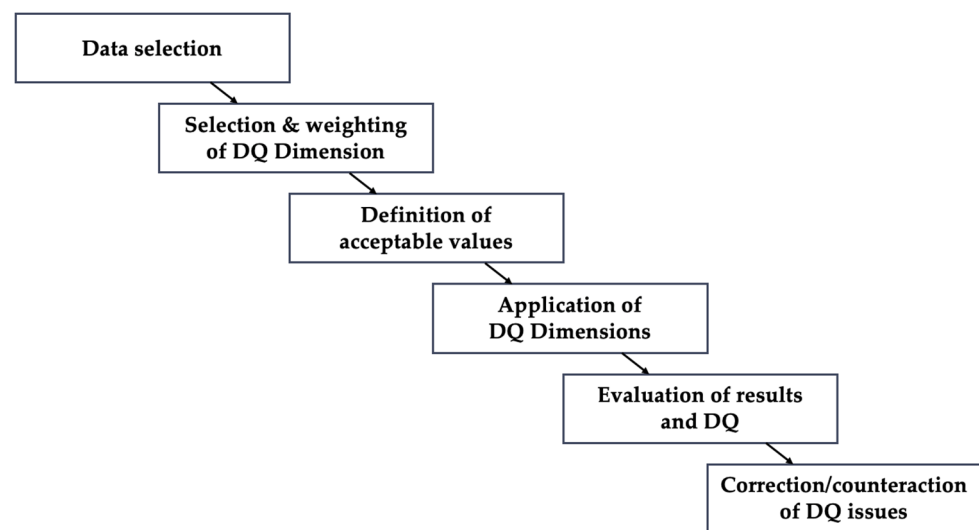 Data selection
Selection & weighting
of DQ Dimension
Definition of
acceptable values
Application of
DQ Dimensions
Evaluation of results
and DQ
Correction/counteraction
of DQ issues